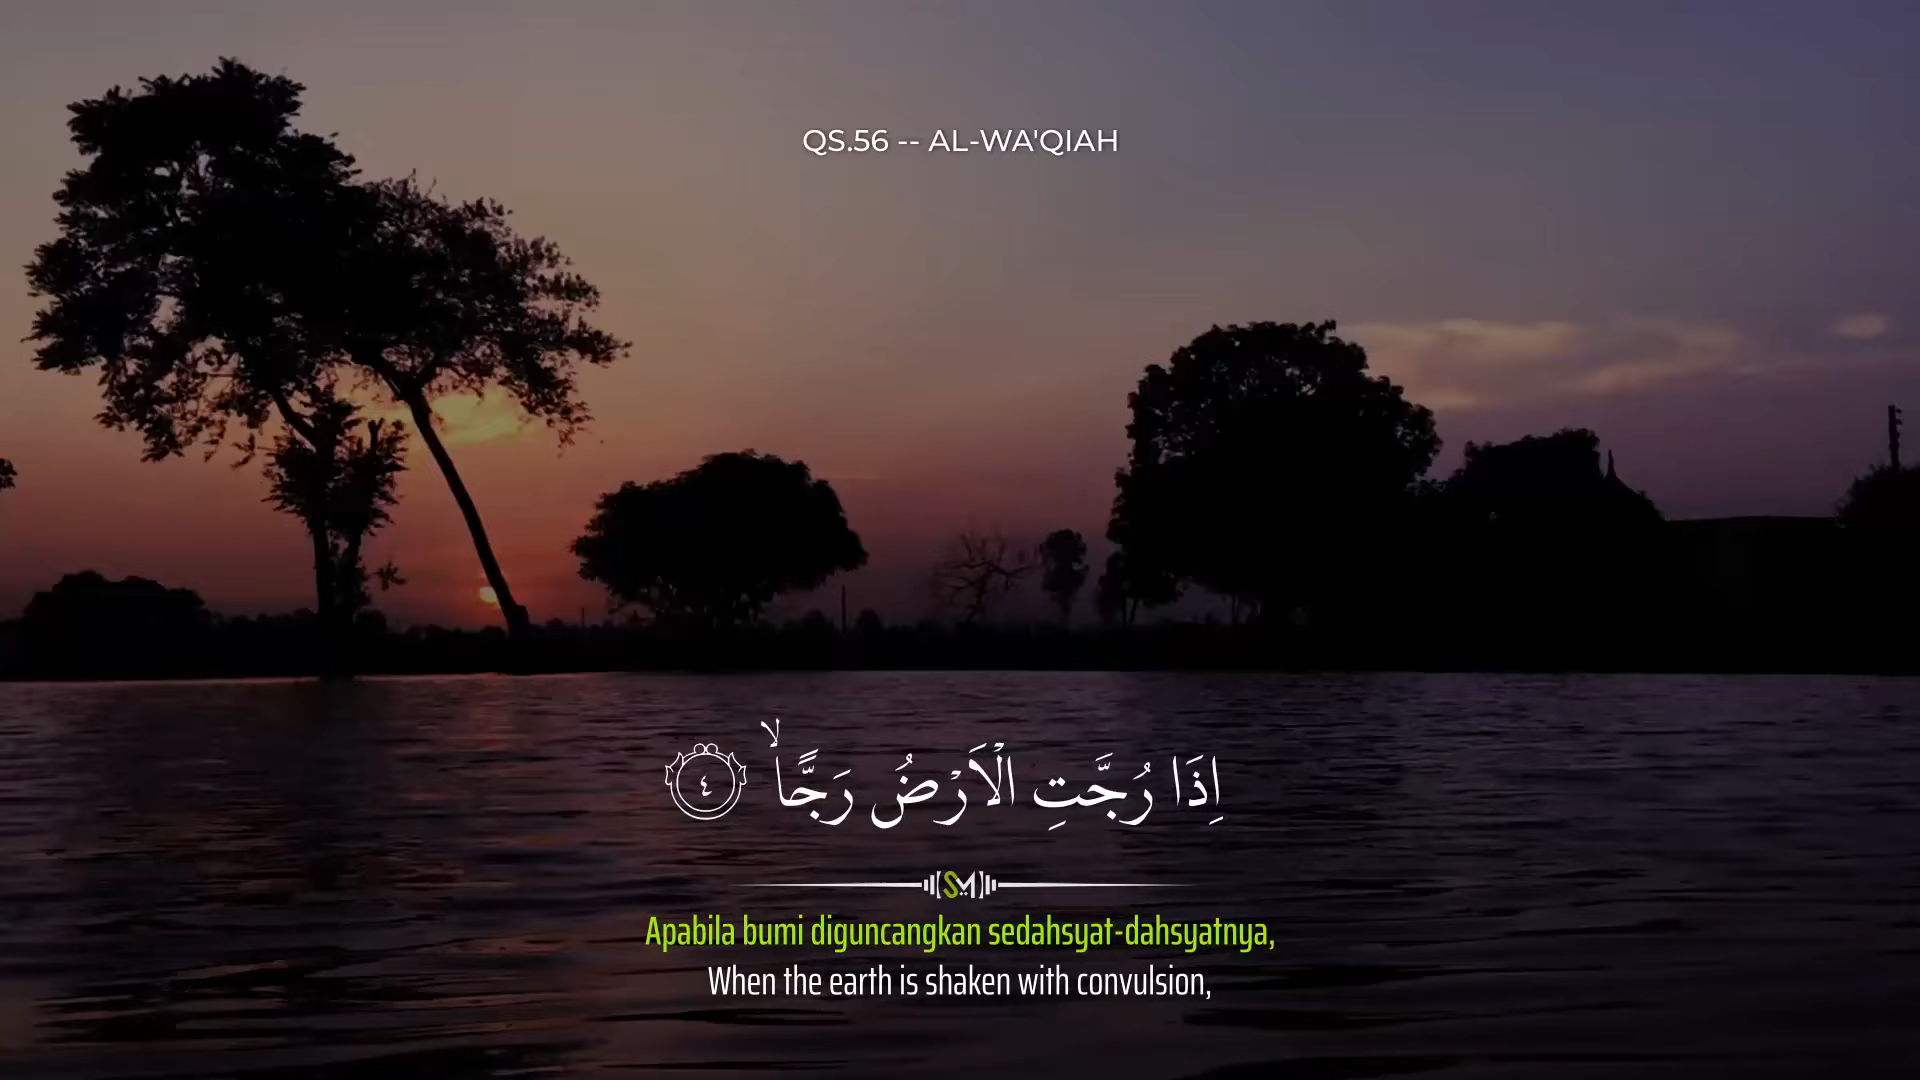 QS.56 -- AL-WA'QIAH
اِذَا رُجَّتِ الْاَرْضُ رَجًّاۙ ٤
SM
Apabila bumi diguncangkan sedahsyat-dahsyatnya,
When the earth is shaken with convulsion,